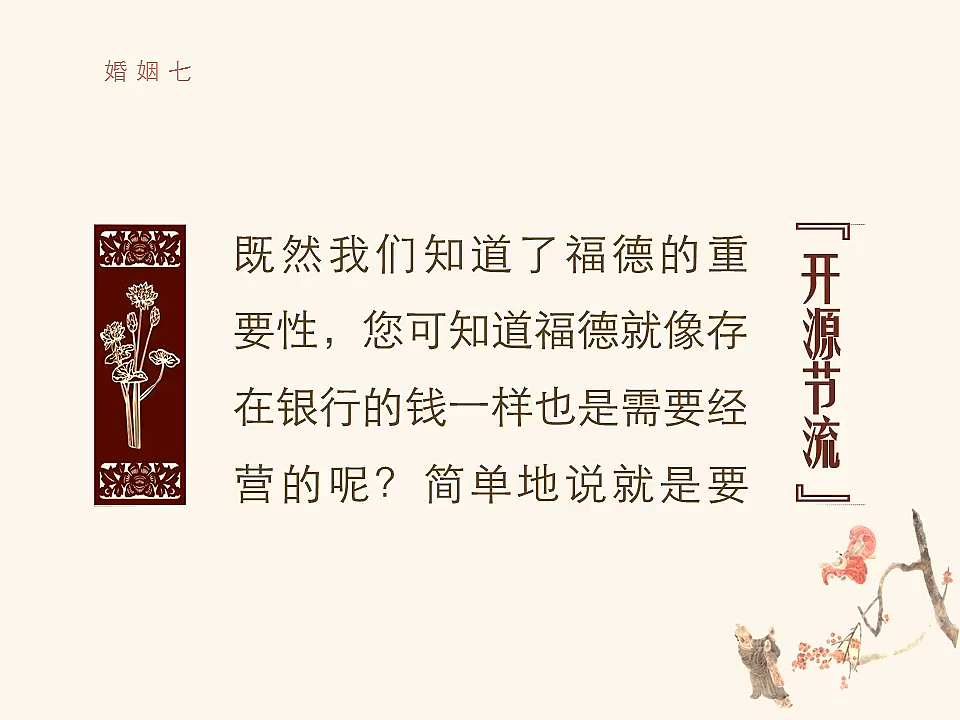 婚姻七
既然我们知道了福德的重
要性，您可知道福德就像存
在银行的钱一样也是需要经
营的呢？简单地说就是要
『开源节流』